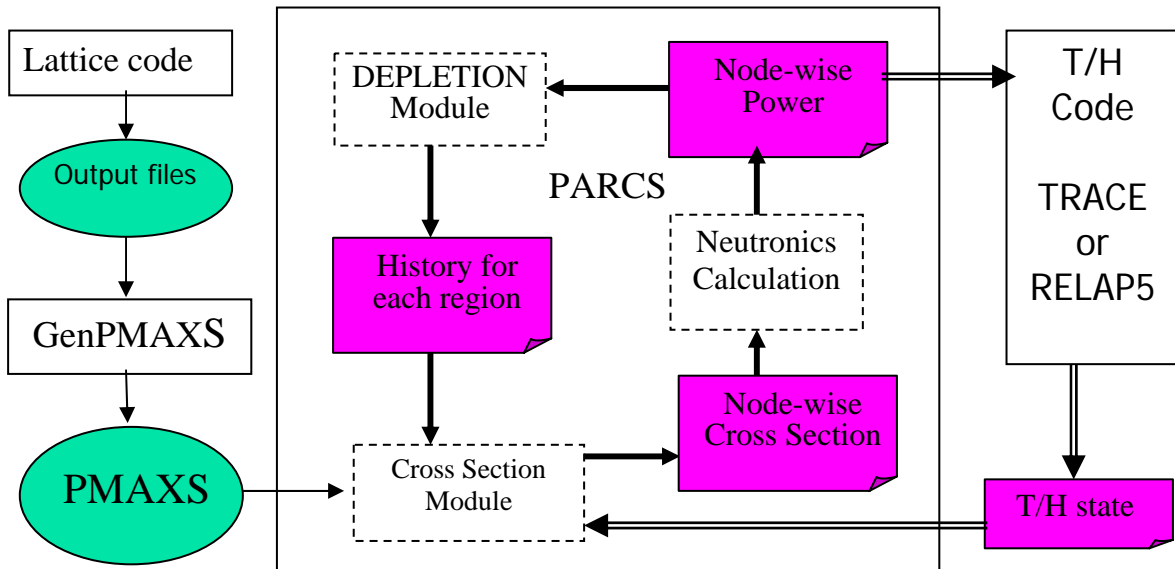 Lattice code
Output files
GenPMAXS
PMAXS
DEPLETION
Module
Node-wise
Power
PARCS
History for
each region
Neutronics
Calculation
Cross Section
Module
Node-wise
Cross Section
T/H
Code
TRACE
or
RELAP5
T/H state